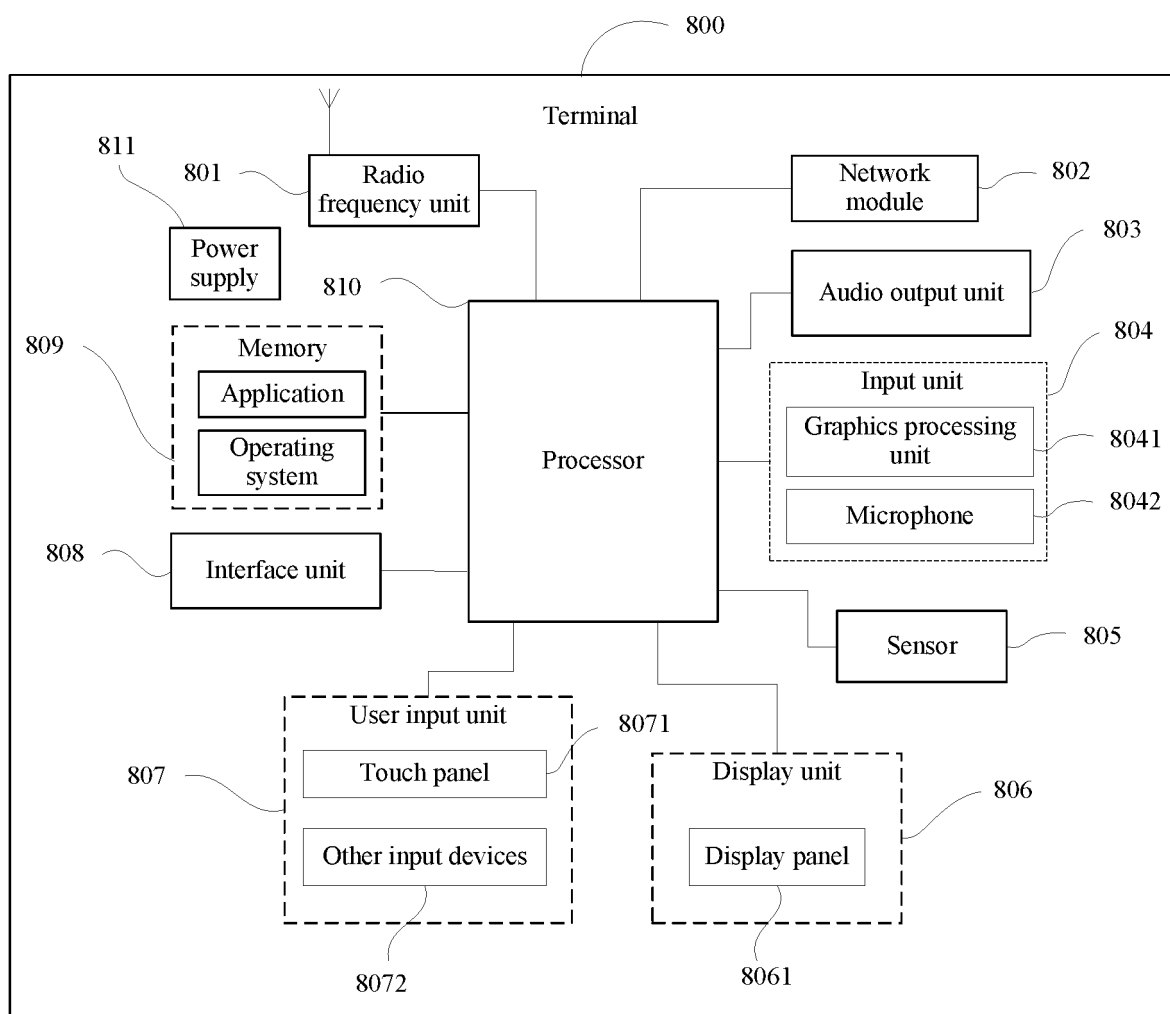 800
Terminal
811
801
Radio
frequency unit
Network
module
802
Power
supply
810
803
Audio output unit
809
Memory
Application
Operating
system
Processor
804
Input unit
Graphics processing
unit
8041
Microphone
8042
808
Interface unit
Sensor
805
User input unit
8071
807
Touch panel
Other input devices
8072
Display unit
806
Display panel
8061